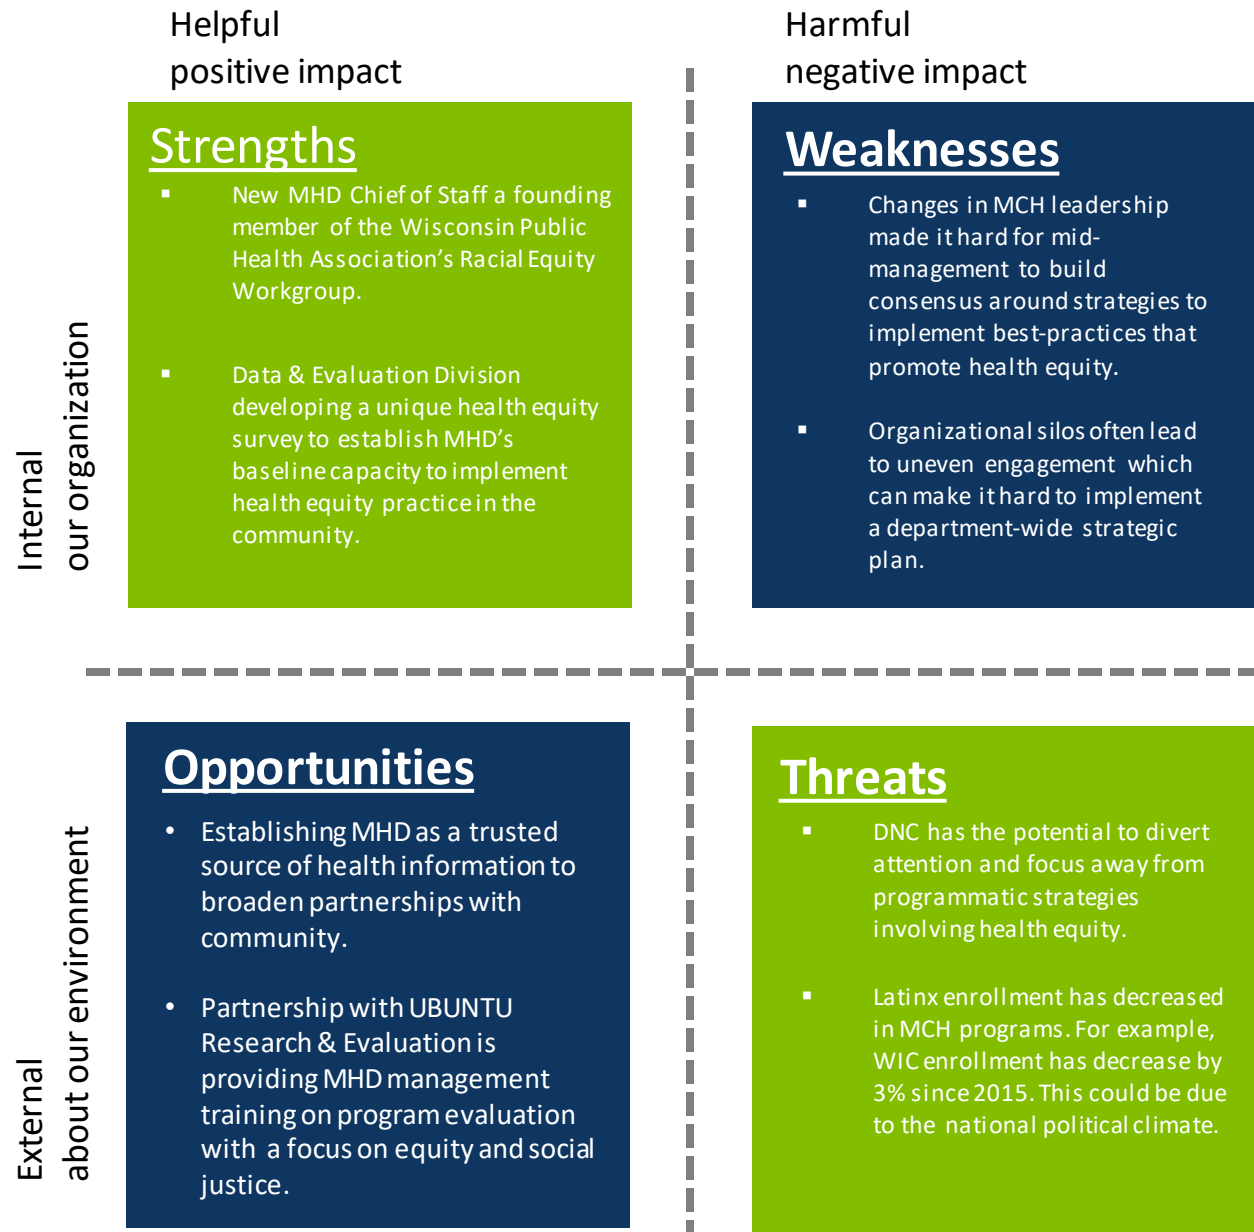 Helpful
positive impact
Harmful
negative impact
Internal
our organization
Strengths
▪ New MHD Chief of Staff a founding
member of the Wisconsin Public
Health Association's Racial Equity
Workgroup.
▪ Data & Evaluation Division
developing a unique health equity
survey to establish MHD's
baseline capacity to implement
health equity practice in the
community.
Weaknesses
▪ Changes in MCH leadership
made it hard for mid-
management to build
consensus around strategies to
implement best-practices that
promote health equity.
▪ Organizational silos often lead
to uneven engagement which
can make it hard to implement
a department-wide strategic
plan.
External
about our environment
Opportunities
• Establishing MHD as a trusted
source of health information to
broaden partnerships with
community.
• Partnership with UBUNTU
Research & Evaluation is
providing MHD management
training on program evaluation
with a focus on equity and social
justice.
Threats
▪ DNC has the potential to divert
attention and focus away from
programmatic strategies
involving health equity.
▪ Latinx enrollment has decreased
in MCH programs. For example,
WIC enrollment has decrease by
3% since 2015. This could be due
to the national political climate.